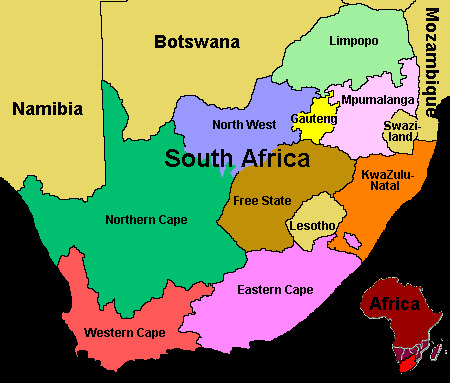 Botswana
Limpopo
Mozambique
Namibia
Mpumalanga
Gauteng
North West
Swazi-
land
South Africa
KwaZulu-
Natal
Free State
Northern Cape
Lesotho
Eastern Cape
Africa
Western Cape